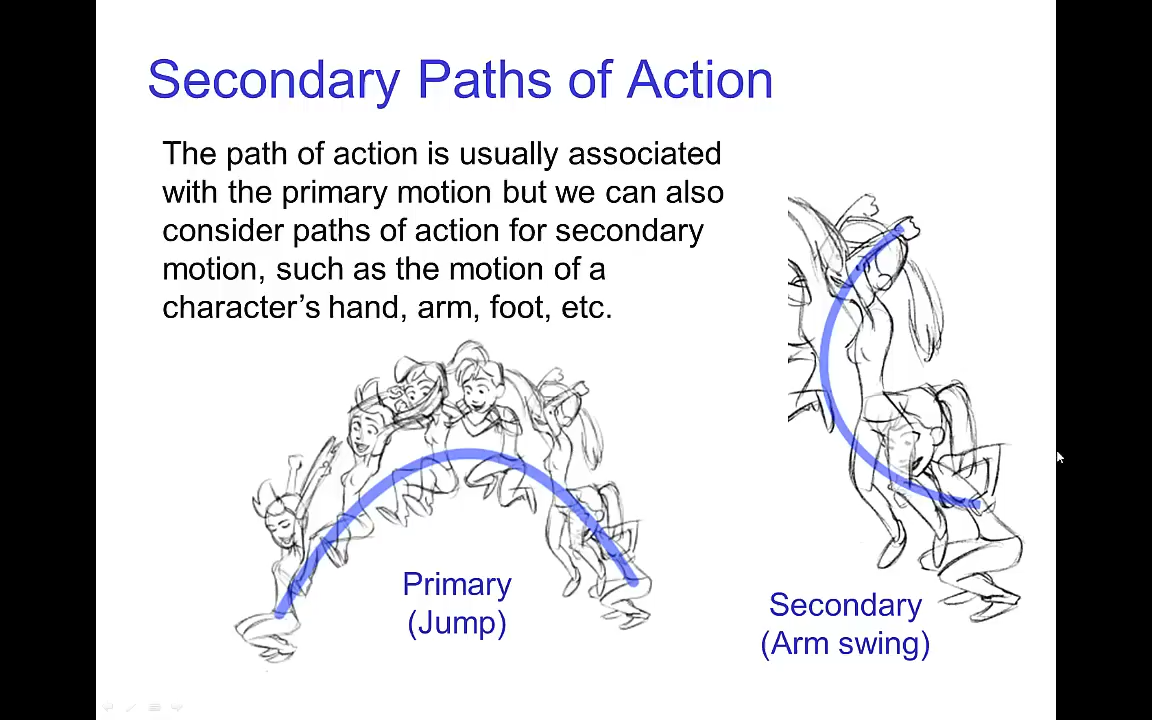 Secondary Paths of Action
The path of action is usually associated
with the primary motion but we can also
consider paths of action for secondary
motion, such as the motion of a
character’s hand, arm, foot, etc.
Primary
(Jump)
Secondary
(Arm swing)